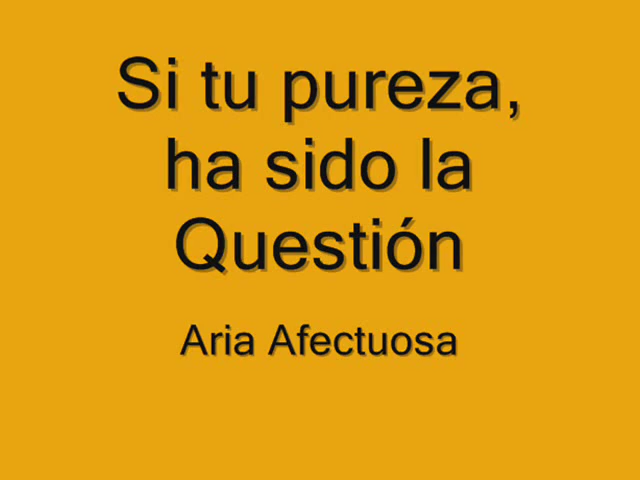 Si tu pureza,
ha sido la
Questión
Aria Afectuosa